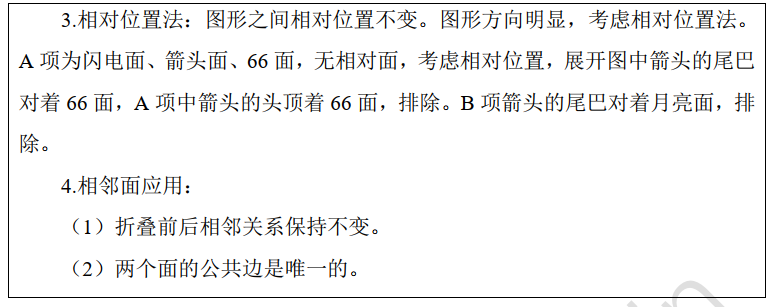 3.相对位置法：图形之间相对位置不变。图形方向明显，考虑相对位置法。
A 项为闪电面、箭头面、66 面，无相对面，考虑相对位置，展开图中箭头的尾巴
对着 66 面，A 项中箭头的头顶着 66 面，排除。B 项箭头的尾巴对着月亮面，排
除。
4.相邻面应用：
（1）折叠前后相邻关系保持不变。
（2）两个面的公共边是唯一的。